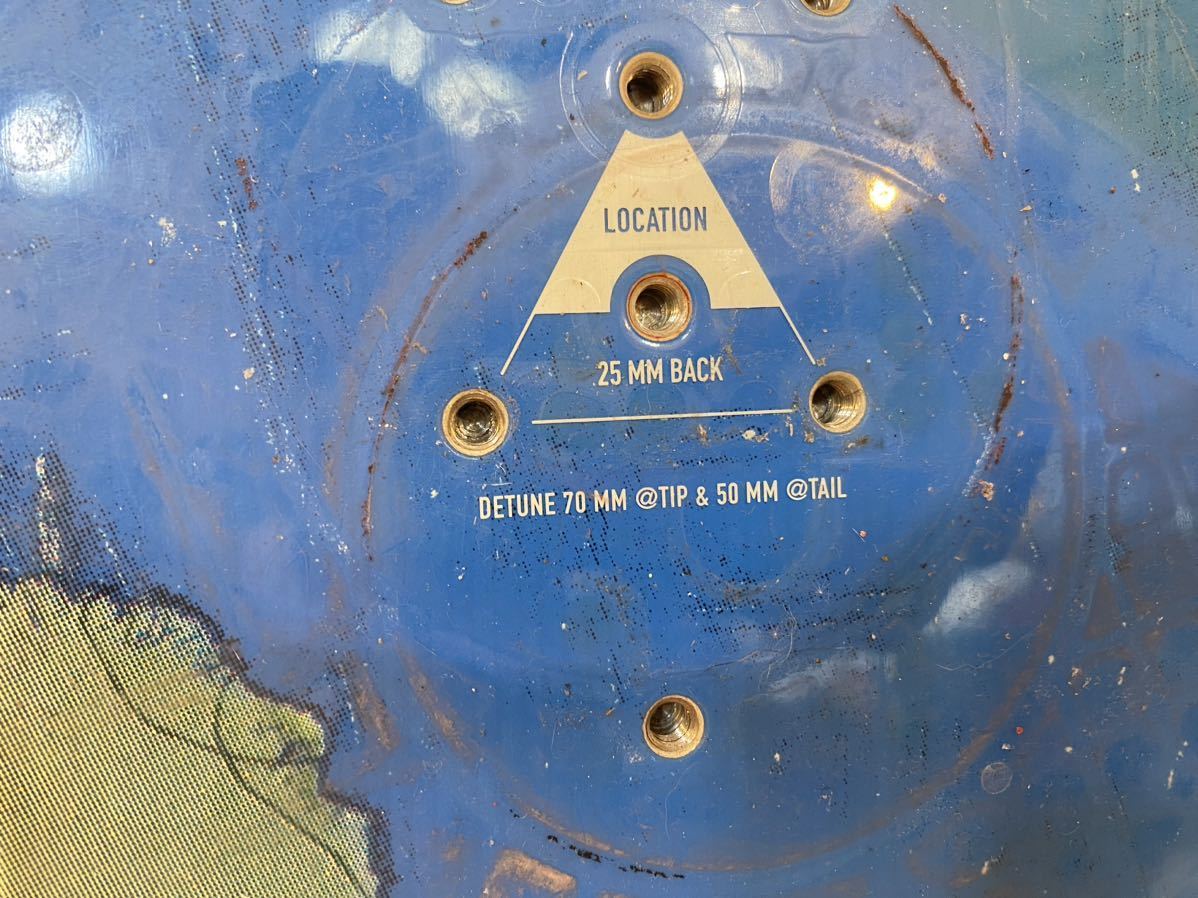 LOCATION
25 MM BACK
DETUNE 70 MM @TIP & 50 MM @TAIL